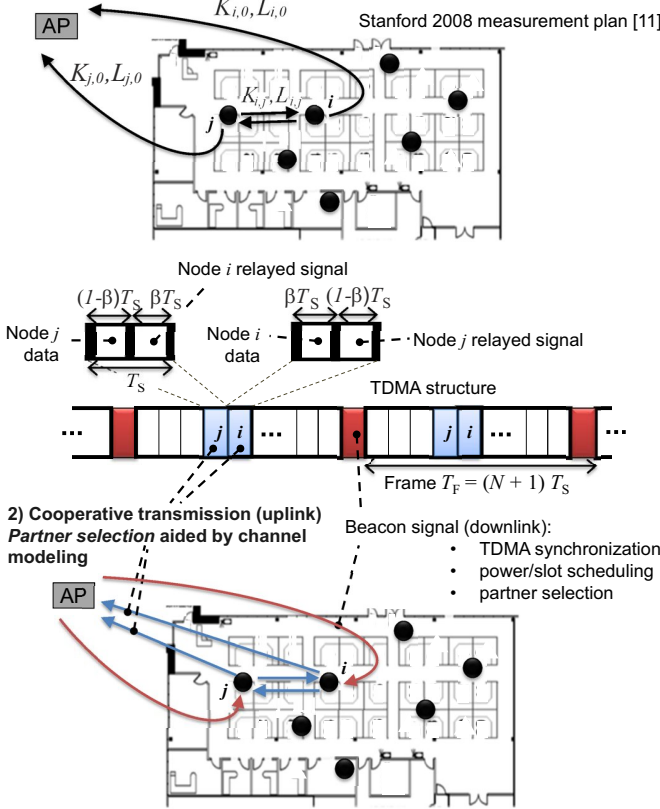 K_{i,0}, L_{i,0}
Stanford 2008 measurement plan [11]
AP
K_{j,0}, L_{j,0}
K_{i,j}, L_{i,j}
i
j
Node i relayed signal
(1-β)T_S βT_S
βT_S (1-β)T_S
Node j
data
Node i
data
Node j relayed signal
T_S
TDMA structure
... j i ... j i ...
Frame T_F = (N + 1) T_S
2) Cooperative transmission (uplink)
Partner selection aided by channel
modeling
Beacon signal (downlink):
• TDMA synchronization
• power/slot scheduling
• partner selection
AP
i
j